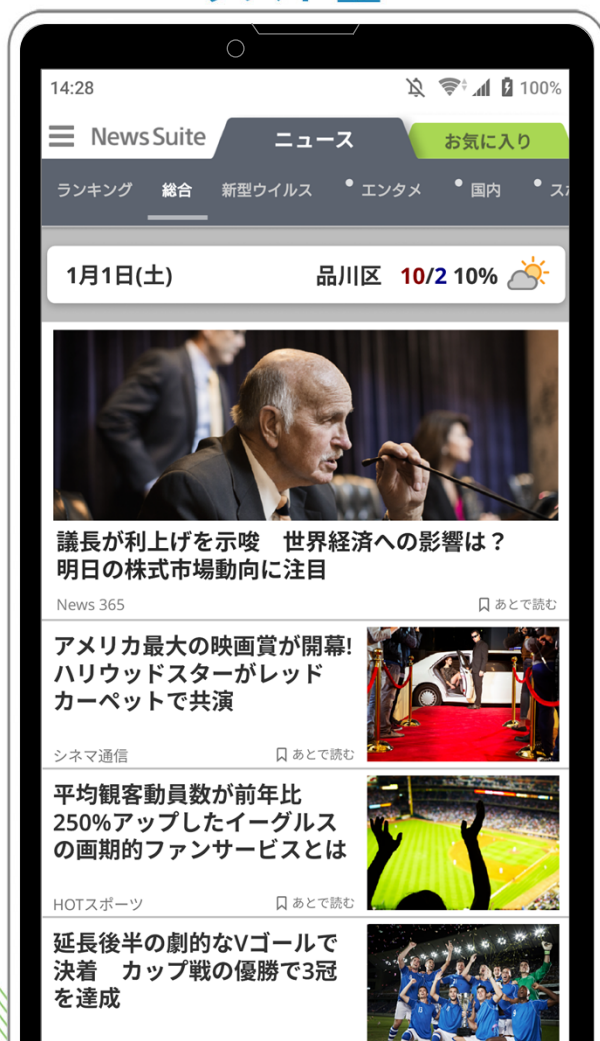 14:28 100%
News Suite ニュース お気に入り
ランキング 総合 新型ウイルス エンタメ 国内
1月1日(土) 品川区 10/2 10%
議長が利上げを示唆　世界経済への影響は？
明日の株式市場動向に注目
News 365 あとで読む
アメリカ最大の映画賞が開幕!
ハリウッドスターがレッド
カーペットで共演
シネマ通信 あとで読む
平均観客動員数が前年比
250%アップしたイーグルス
の画期的ファンサービスとは
HOTスポーツ あとで読む
延長後半の劇的なVゴールで
決着　カップ戦の優勝で3冠
を達成